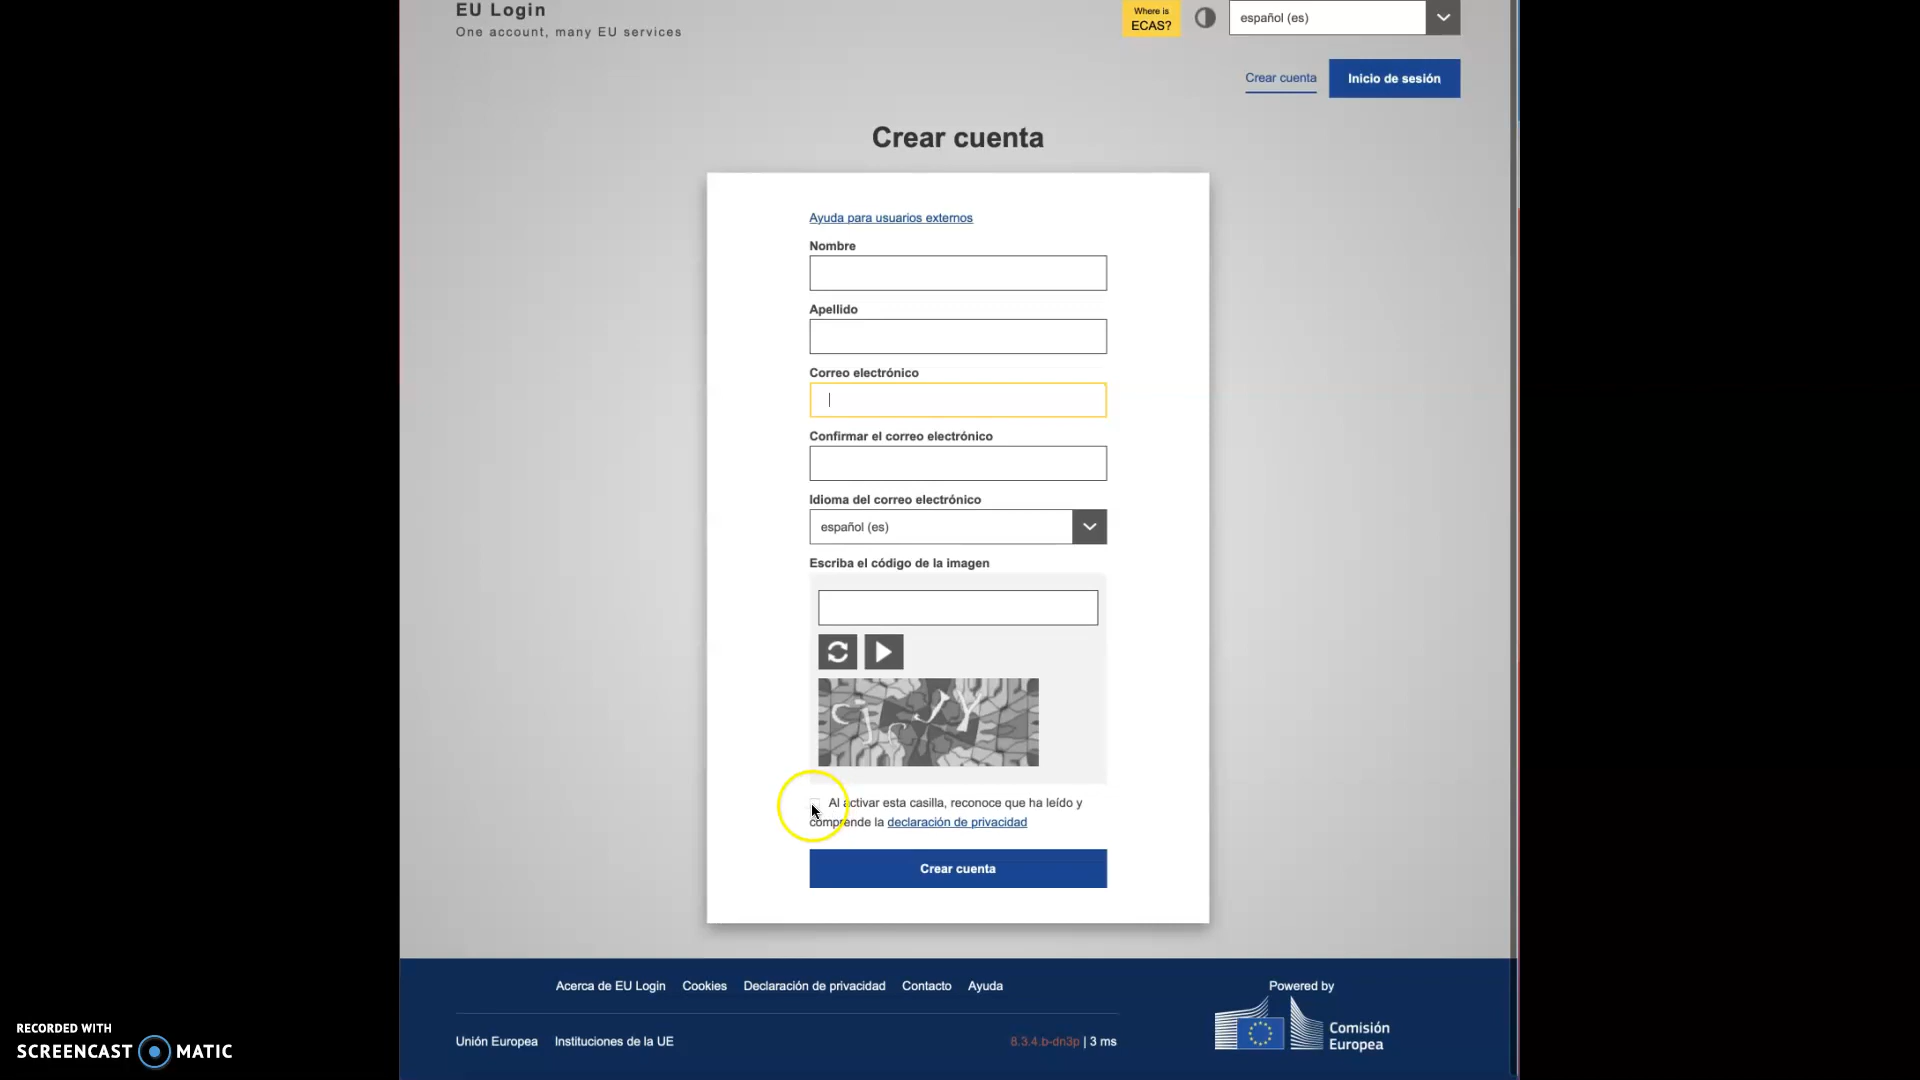 EU Login
One account, many EU services
Where is
ECAS?
español (es)
Crear cuenta
Inicio de sesión
Crear cuenta
Ayuda para usuarios externos
Nombre
Apellido
Correo electrónico
Confirmar el correo electrónico
Idioma del correo electrónico
español (es)
Escriba el código de la imagen
Al activar esta casilla, reconoce que ha leído y
comprende la declaración de privacidad
Crear cuenta
Acerca de EU Login Cookies Declaración de privacidad Contacto Ayuda
Powered by
Comisión
Europea
Unión Europea Instituciones de la UE
8.3.4.b-dn3p | 3 ms
RECORDED WITH
SCREENCAST MATIC